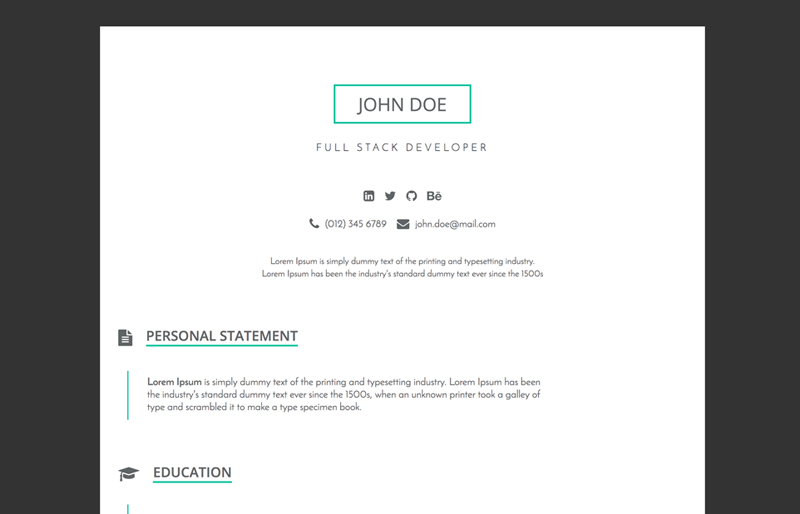 JOHN DOE
FULL STACK DEVELOPER
in Bē
(012) 345 6789 john.doe@mail.com
Lorem Ipsum is simply dummy text of the printing and typesetting industry.
Lorem Ipsum has been the industry's standard dummy text ever since the 1500s
PERSONAL STATEMENT
Lorem Ipsum is simply dummy text of the printing and typesetting industry. Lorem Ipsum has been
the industry's standard dummy text ever since the 1500s, when an unknown printer took a galley of
type and scrambled it to make a type specimen book.
EDUCATION